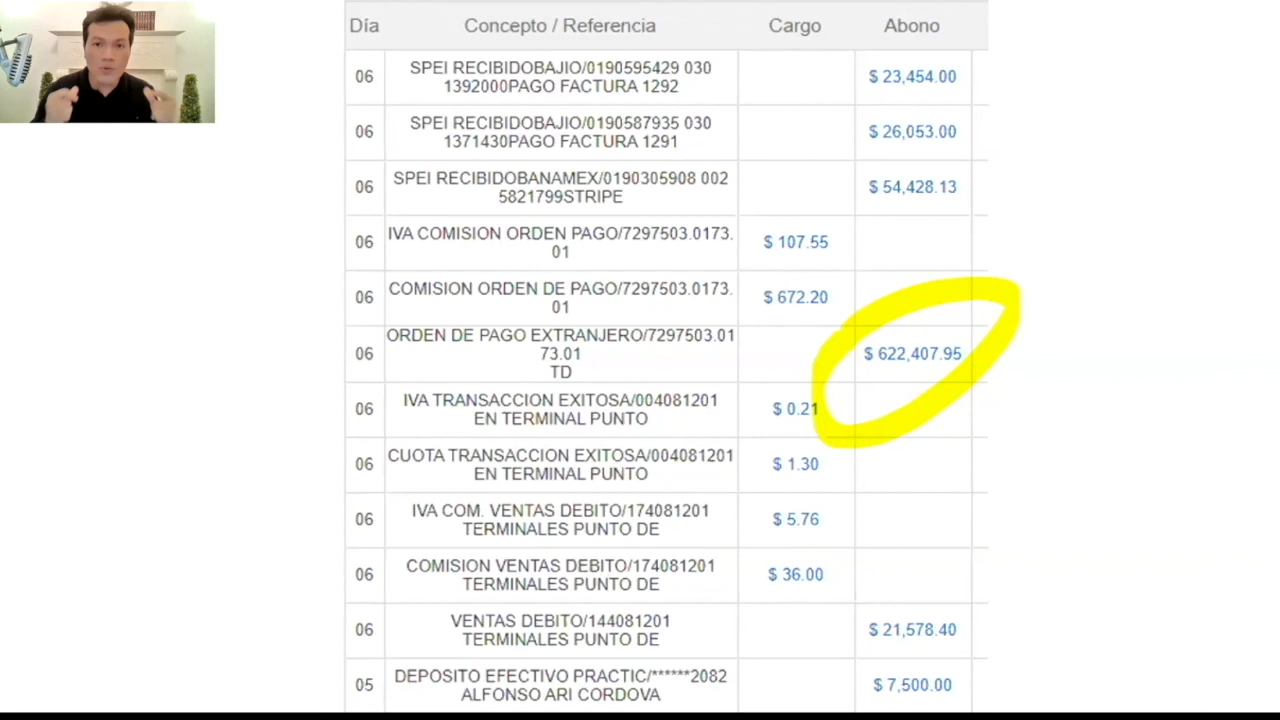 Día Concepto / Referencia Cargo Abono
06 SPEI RECIBIDOBAJIO/0190595429 030 $ 23,454.00
1392000PAGO FACTURA 1292
06 SPEI RECIBIDOBAJIO/0190587935 030 $ 26,053.00
1371430PAGO FACTURA 1291
06 SPEI RECIBIDOBANAMEX/0190305908 002 $ 54,428.13
5821799STRIPE
06 IVA COMISION ORDEN PAGO/7297503.0173. $ 107.55
01
06 COMISION ORDEN DE PAGO/7297503.0173. $ 672.20
01
ORDEN DE PAGO EXTRANJERO/7297503.01
06 73.01 $ 622,407.95
TD
06 IVA TRANSACCION EXITOSA/004081201 $ 0.21
EN TERMINAL PUNTO
06 CUOTA TRANSACCION EXITOSA/004081201 $ 1.30
EN TERMINAL PUNTO
06 IVA COM. VENTAS DEBITO/174081201 $ 5.76
TERMINALES PUNTO DE
06 COMISION VENTAS DEBITO/174081201 $ 36.00
TERMINALES PUNTO DE
06 VENTAS DEBITO/144081201 $ 21,578.40
TERMINALES PUNTO DE
05 DEPOSITO EFECTIVO PRACTIC/******2082 $ 7,500.00
ALFONSO ARI CORDOVA